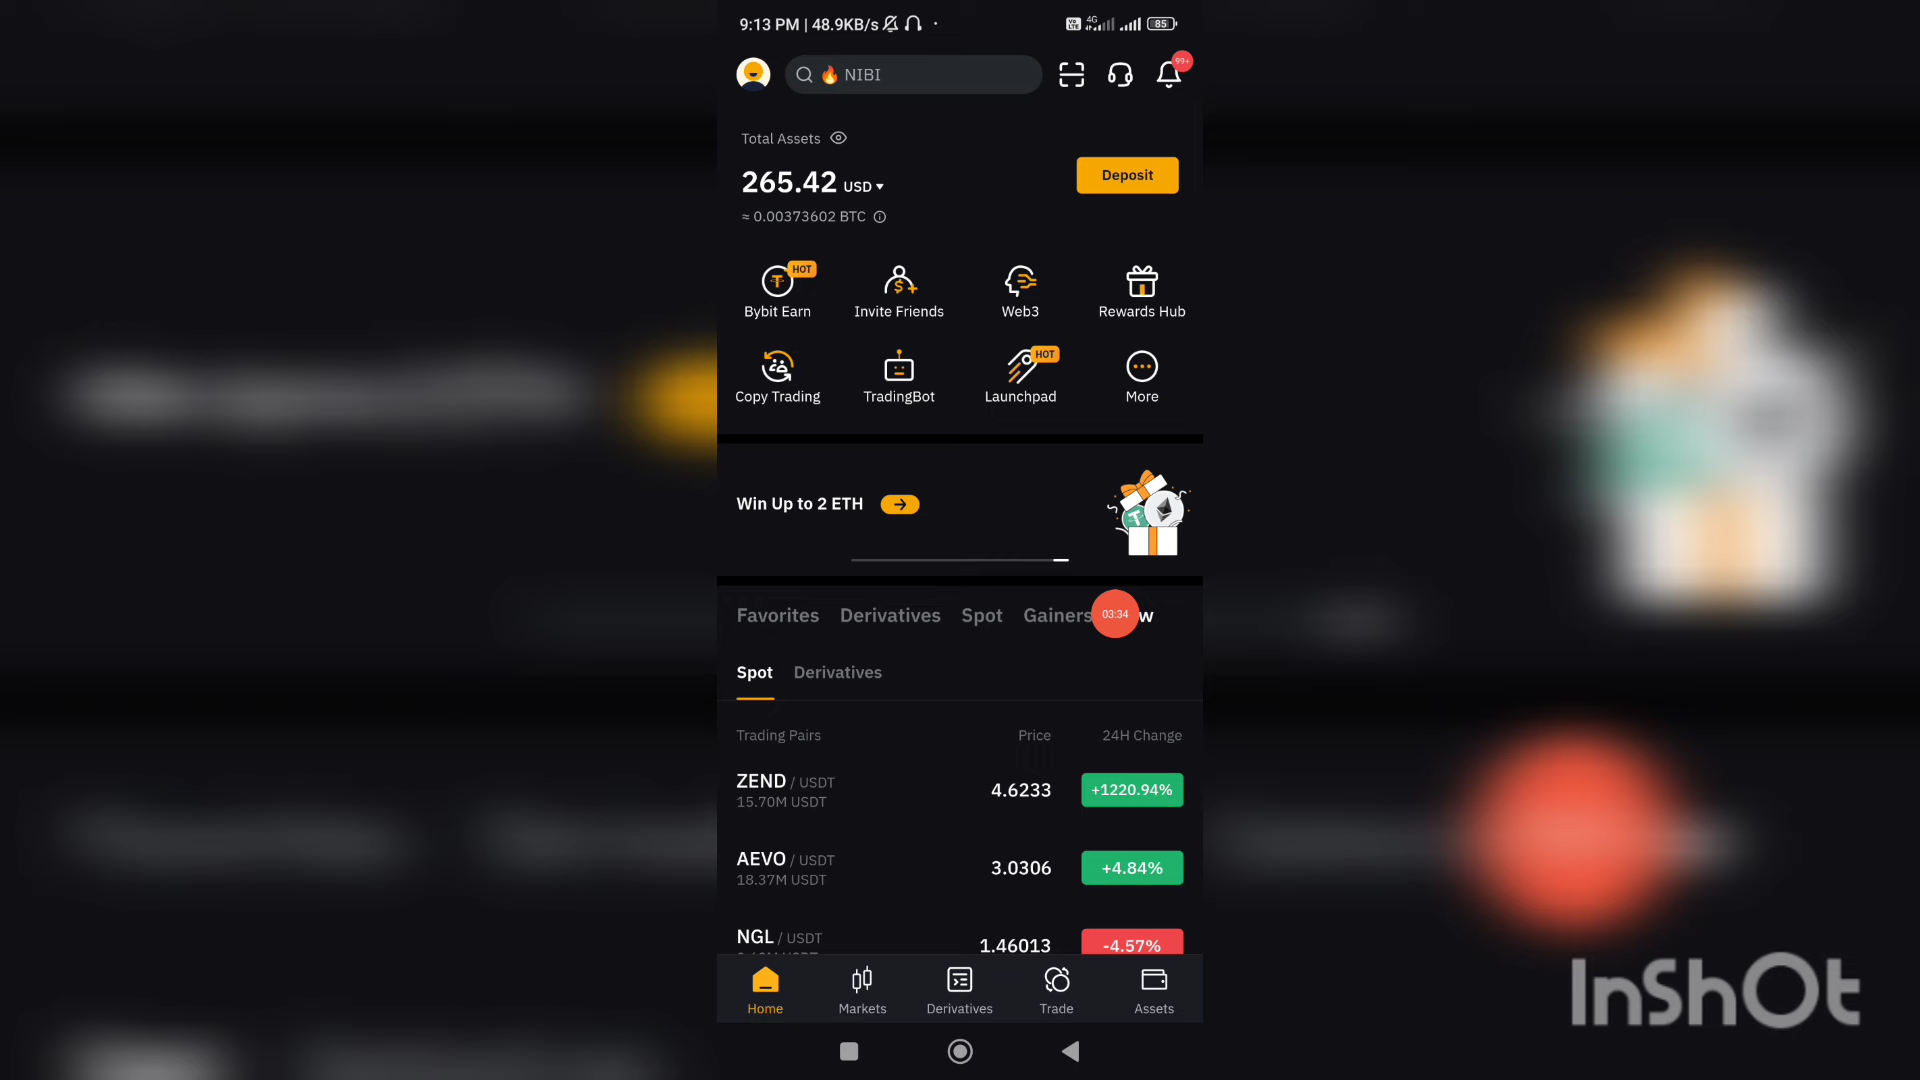 9:13 PM | 48.9KB/s
Vo LTE 4G 85
NIBI
99+
Total Assets
265.42 USD
Deposit
≈ 0.00373602 BTC
HOT
Bybit Earn Invite Friends Web3 Rewards Hub
HOT
Copy Trading TradingBot Launchpad More
Win Up to 2 ETH
Favorites Derivatives Spot Gainers w
03:34
Spot Derivatives
Trading Pairs Price 24H Change
ZEND / USDT 4.6233 +1220.94%
15.70M USDT
AEVO / USDT 3.0306 +4.84%
18.37M USDT
NGL / USDT 1.46013 -4.57%
Home Markets Derivatives Trade Assets
InShOt